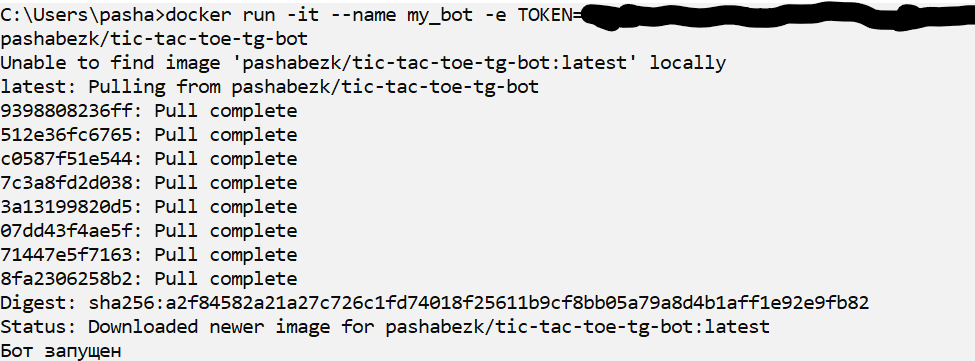 C:\Users\pasha>docker run -it --name my_bot -e TOKEN=
pashabezk/tic-tac-toe-tg-bot
Unable to find image 'pashabezk/tic-tac-toe-tg-bot:latest' locally
latest: Pulling from pashabezk/tic-tac-toe-tg-bot
9398808236ff: Pull complete
512e36fc6765: Pull complete
c0587f51e544: Pull complete
7c3a8fd2d038: Pull complete
3a13199820d5: Pull complete
07dd43f4ae5f: Pull complete
71447e5f7163: Pull complete
8fa2306258b2: Pull complete
Digest: sha256:a2f84582a21a27c726c1fd74018f25611b9cf8bb05a79a8d4b1aff1e92e9fb82
Status: Downloaded newer image for pashabezk/tic-tac-toe-tg-bot:latest
Бот запущен